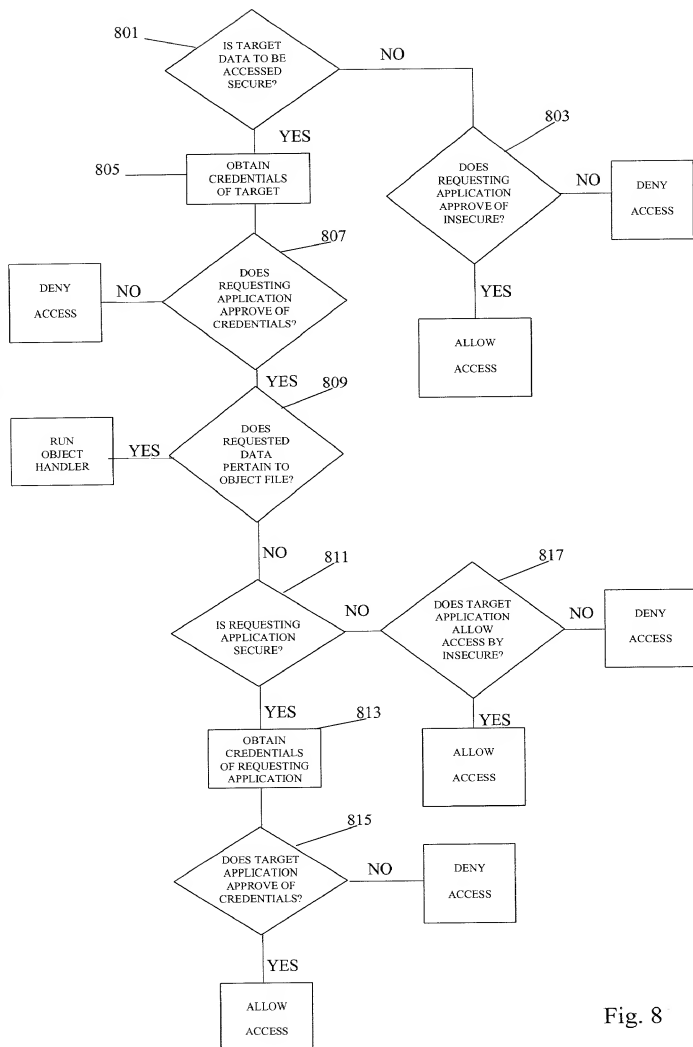 801
IS TARGET
DATA TO BE
ACCESSED
SECURE?
NO
YES
803
DOES
REQUESTING
APPLICATION
APPROVE OF
INSECURE?
NO
DENY
ACCESS
YES
ALLOW
ACCESS
805
OBTAIN
CREDENTIALS
OF TARGET
807
DOES
REQUESTING
APPLICATION
APPROVE OF
CREDENTIALS?
NO
DENY
ACCESS
YES
809
DOES
REQUESTED
DATA
PERTAIN TO
OBJECT FILE?
YES
RUN
OBJECT
HANDLER
NO
811
IS REQUESTING
APPLICATION
SECURE?
NO
817
DOES TARGET
APPLICATION
ALLOW
ACCESS BY
INSECURE?
NO
DENY
ACCESS
YES
ALLOW
ACCESS
YES
813
OBTAIN
CREDENTIALS
OF REQUESTING
APPLICATION
815
DOES TARGET
APPLICATION
APPROVE OF
CREDENTIALS?
NO
DENY
ACCESS
YES
ALLOW
ACCESS
Fig. 8